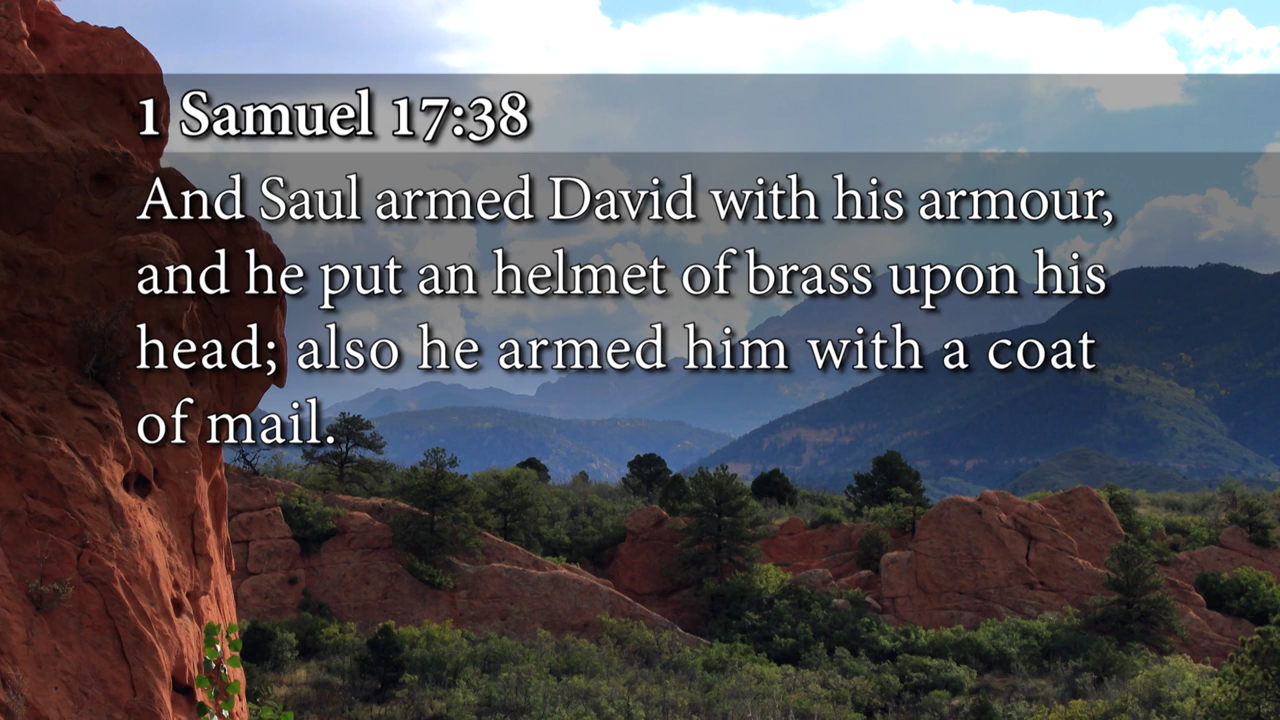 1 Samuel 17:38
And Saul armed David with his armour,
and he put an helmet of brass upon his
head; also he armed him with a coat
of mail.